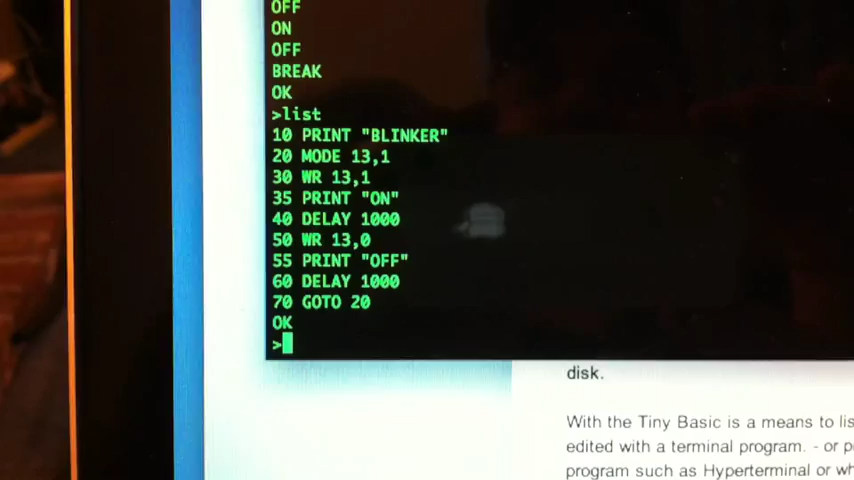 OFF
ON
OFF
BREAK
OK
>list
10 PRINT "BLINKER"
20 MODE 13,1
30 WR 13,1
35 PRINT "ON"
40 DELAY 1000
50 WR 13,0
55 PRINT "OFF"
60 DELAY 1000
70 GOTO 20
OK
>
disk.
With the Tiny Basic is a means to lis
edited with a terminal program. - or p
program such as Hyperterminal or wh